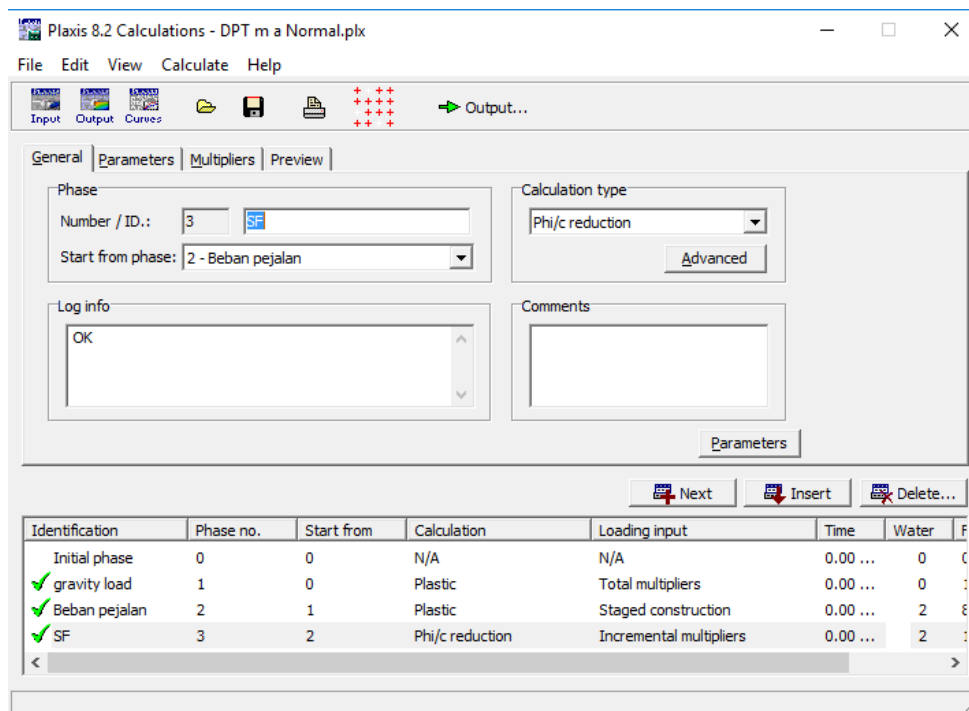 Plaxis 8.2 Calculations - DPT m a Normal.plx
File Edit View Calculate Help
Input Output Curves Output...
General Parameters Multipliers Preview
Phase
Number / ID.: 3 SF
Start from phase: 2 - Beban pejalan
Calculation type
Phi/c reduction
Advanced
Log info
OK
Comments
Parameters
Next Insert Delete...
Identification Phase no. Start from Calculation Loading input Time Water F
Initial phase 0 0 N/A N/A 0.00 ... 0
gravity load 1 0 Plastic Total multipliers 0.00 ... 0
Beban pejalan 2 1 Plastic Staged construction 0.00 ... 2
SF 3 2 Phi/c reduction Incremental multipliers 0.00 ... 2